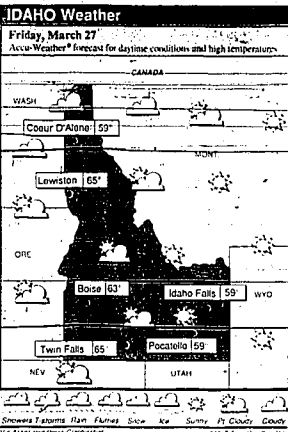 IDAHO Weather
Friday, March 27
Accu-Weather® forecast for daytime conditions and high temperatures
CANADA
WASH
Coeur D'Alene 59°
MONT.
Lewiston 65°
ORE
Boise 63°
Idaho Falls 59°
WYO
Twin Falls 65°
Pocatello 59°
NEV
UTAH
Showers T-storms Rain Flurries Snow Ice Sunny Pt. Cloudy Cloudy